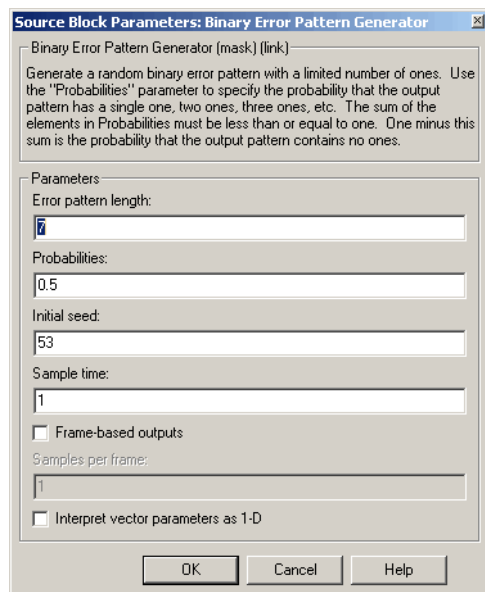 Source Block Parameters: Binary Error Pattern Generator
Binary Error Pattern Generator (mask) (link)
Generate a random binary error pattern with a limited number of ones. Use
the "Probabilities" parameter to specify the probability that the output
pattern has a single one, two ones, three ones, etc. The sum of the
elements in Probabilities must be less than or equal to one. One minus this
sum is the probability that the output pattern contains no ones.
Parameters
Error pattern length:
7
Probabilities:
0.5
Initial seed:
53
Sample time:
1
Frame-based outputs
Samples per frame:
1
Interpret vector parameters as 1-D
OK Cancel Help